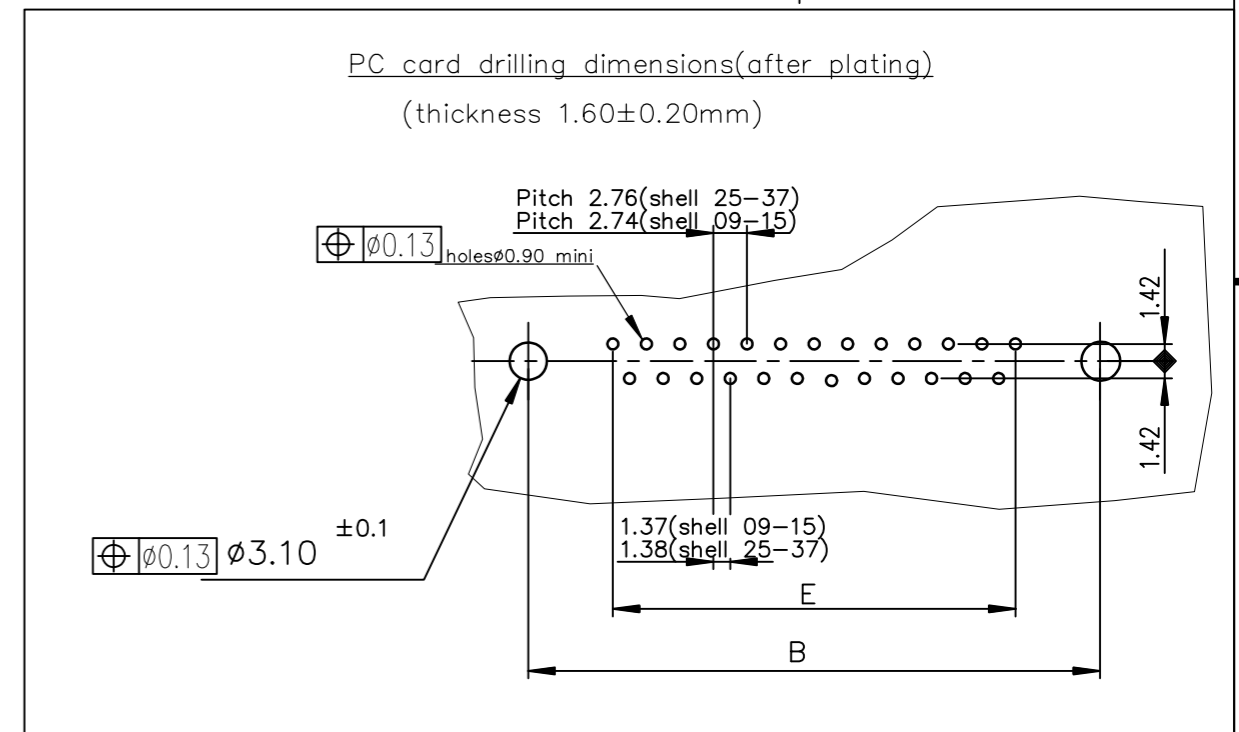 PC card drilling dimensions(after plating)
(thickness 1.60±0.20mm)
Pitch 2.76(shell 25-37)
Pitch 2.74(shell 09-15)
⌖ ø0.13
holesø0.90 mini
1.42
1.42
±0.1
⌖ ø0.13 ø3.10
1.37(shell 09-15)
1.38(shell 25-37)
E
B